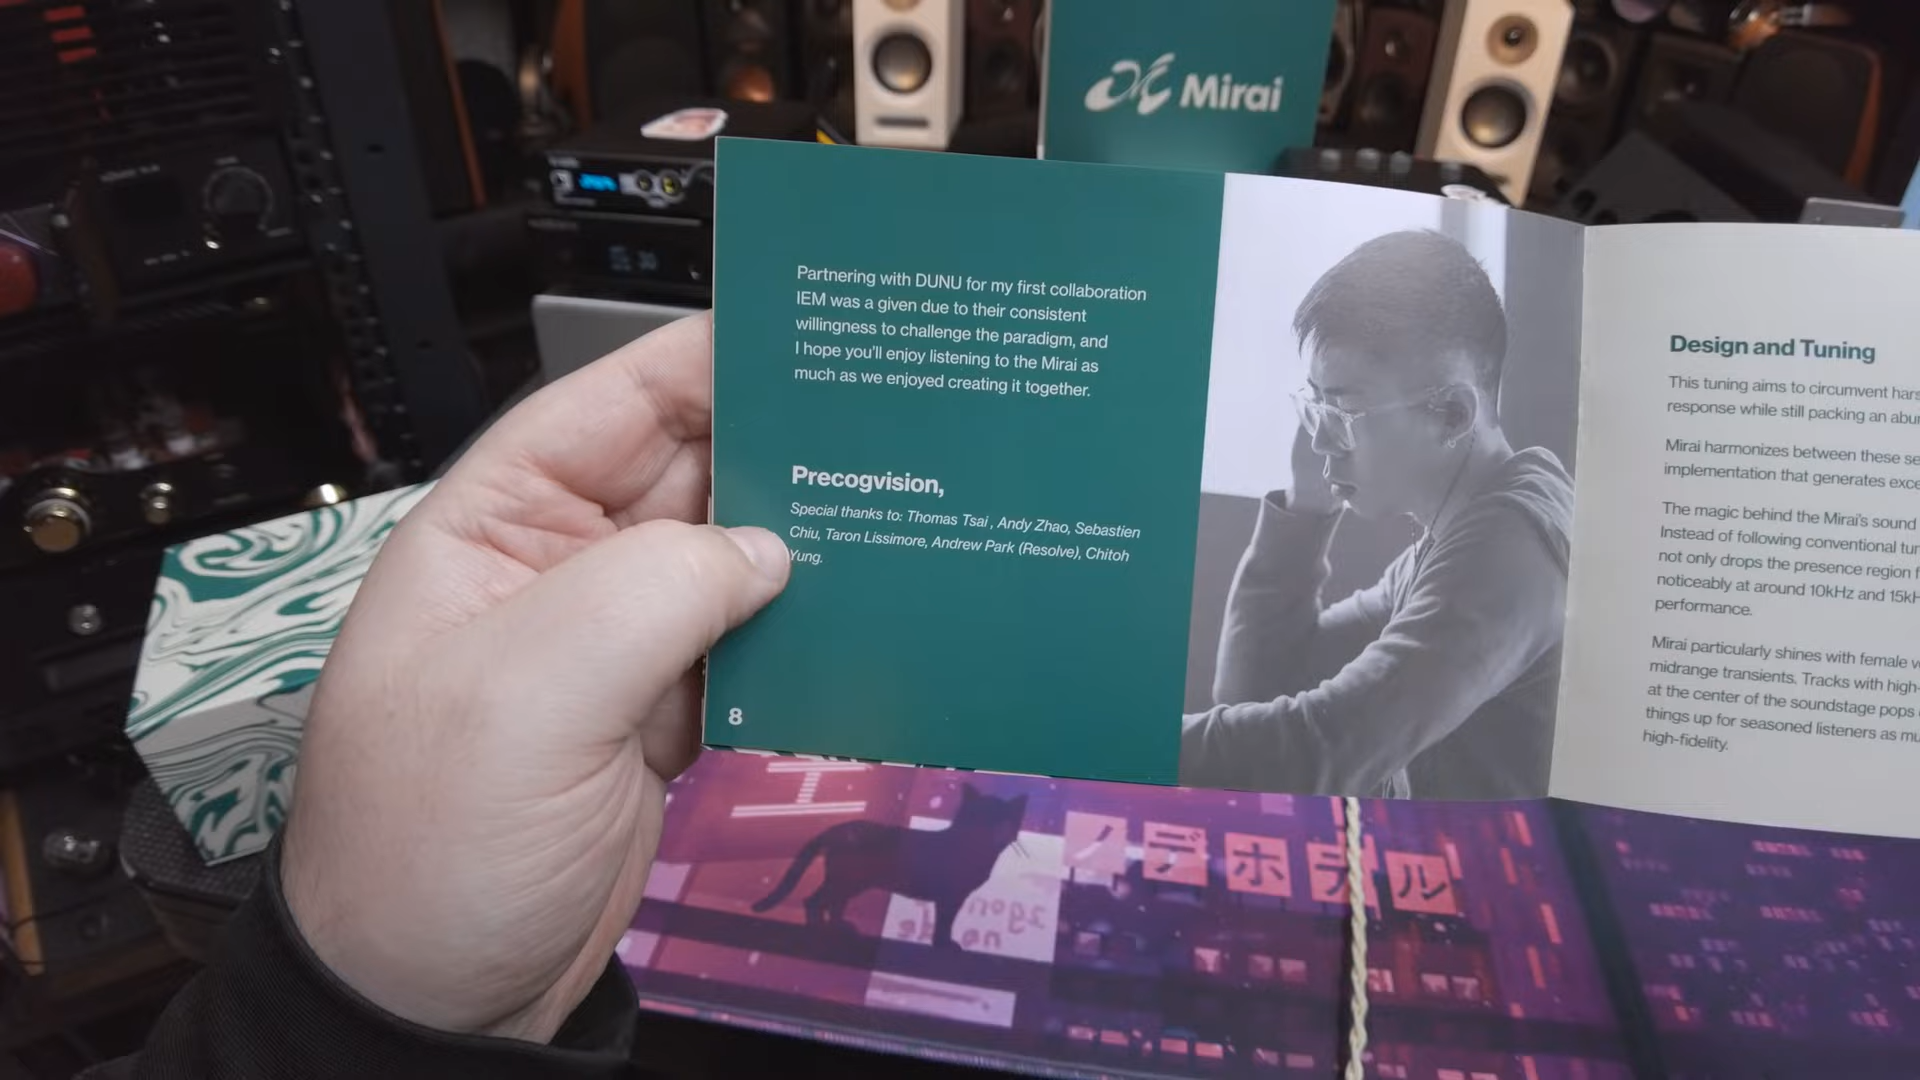 Mirai
Partnering with DUNU for my first collaboration
IEM was a given due to their consistent
willingness to challenge the paradigm, and
I hope you'll enjoy listening to the Mirai as
much as we enjoyed creating it together.
Precogvision,
Special thanks to: Thomas Tsai , Andy Zhao, Sebastien
Chiu, Taron Lissimore, Andrew Park (Resolve), Chitoh
Yung.
8
Design and Tuning
This tuning aims to circumvent
response while still packing an
Mirai harmonizes between these
implementation that generates
The magic behind the Mirai's sound
Instead of following conventional
not only drops the presence region
noticeably at around 10kHz and
performance.
Mirai particularly shines with female
midrange transients. Tracks with
at the center of the soundstage pops
things up for seasoned listeners as
high-fidelity.
ノデホテル